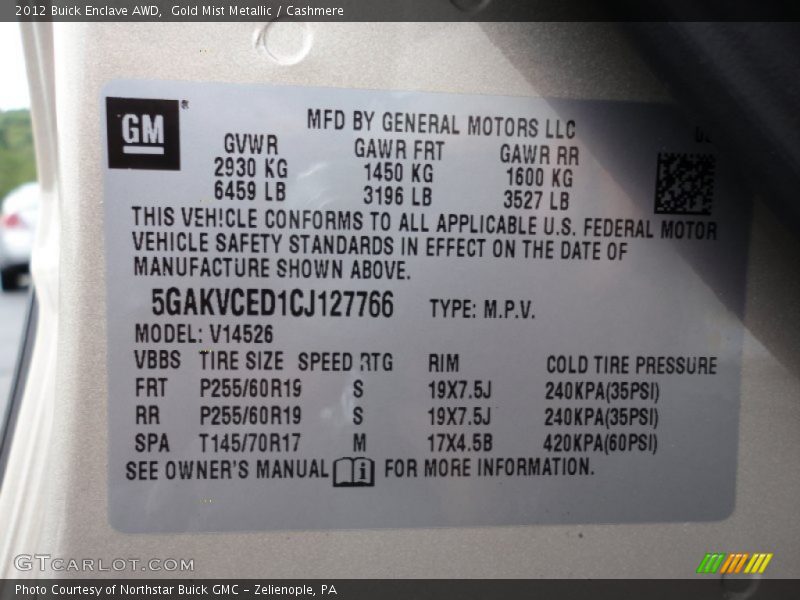 2012 Buick Enclave AWD, Gold Mist Metallic / Cashmere
GM®
MFD BY GENERAL MOTORS LLC
GVWR GAWR FRT GAWR RR
2930 KG 1450 KG 1600 KG
6459 LB 3196 LB 3527 LB
THIS VEHICLE CONFORMS TO ALL APPLICABLE U.S. FEDERAL MOTOR
VEHICLE SAFETY STANDARDS IN EFFECT ON THE DATE OF
MANUFACTURE SHOWN ABOVE.
5GAKVCED1CJ127766 TYPE: M.P.V.
MODEL: V14526
VBBS TIRE SIZE SPEED RTG RIM COLD TIRE PRESSURE
FRT P255/60R19 S 19X7.5J 240KPA(35PSI)
RR P255/60R19 S 19X7.5J 240KPA(35PSI)
SPA T145/70R17 M 17X4.5B 420KPA(60PSI)
SEE OWNER'S MANUAL i FOR MORE INFORMATION.
GTCARLOT.COM
Photo Courtesy of Northstar Buick GMC – Zelienople, PA